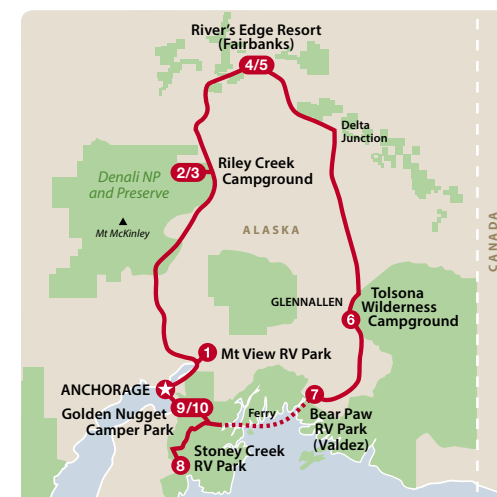 River's Edge Resort
(Fairbanks)
4/5
Delta
Junction
2/3
Riley Creek
Campground
Denali NP
and Preserve
Mt McKinley
ALASKA
CANADA
GLENNALLEN
Tolsona
Wilderness
Campground
6
1
Mt View RV Park
ANCHORAGE
7
9/10
Golden Nugget
Camper Park
Ferry
Bear Paw
RV Park
(Valdez)
Stoney Creek
RV Park
8